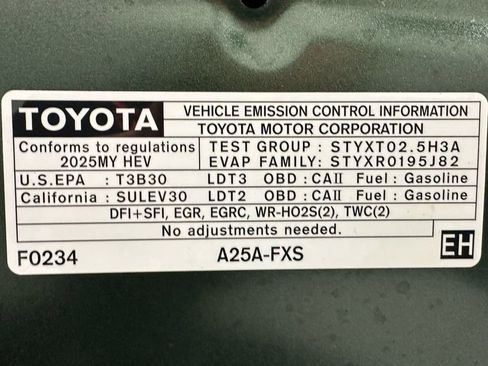 TOYOTA VEHICLE EMISSION CONTROL INFORMATION
TOYOTA MOTOR CORPORATION
Conforms to regulations
2025MY HEV
TEST GROUP : STYXT02.5H3A
EVAP FAMILY: STYXR0195J82
U.S.EPA : T3B30 LDT3 OBD : CAII Fuel : Gasoline
California : SULEV30 LDT2 OBD : CAII Fuel : Gasoline
DFI+SFI, EGR, EGRC, WR-HO2S(2), TWC(2)
No adjustments needed.
F0234 A25A-FXS EH